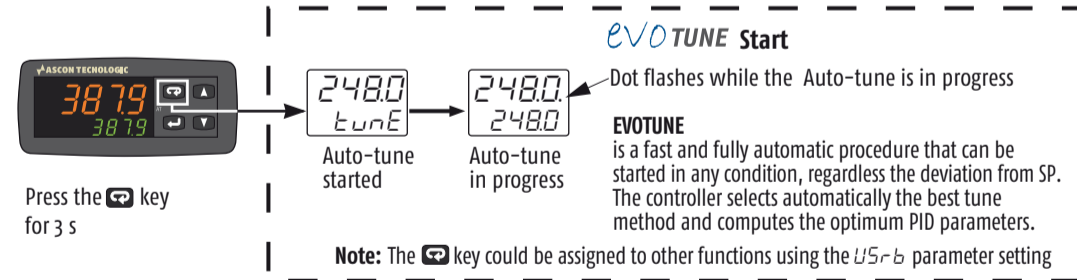 evo TUNE Start
ASCON TECNOLOGIC
387.9
387.9
AT
248.0
tunE
248.0.
248.0
Dot flashes while the Auto-tune is in progress
Auto-tune
started
Auto-tune
in progress
EVOTUNE
is a fast and fully automatic procedure that can be
started in any condition, regardless the deviation from SP.
The controller selects automatically the best tune
method and computes the optimum PID parameters.
Press the key
for 3 s
Note: The key could be assigned to other functions using the USrb parameter setting